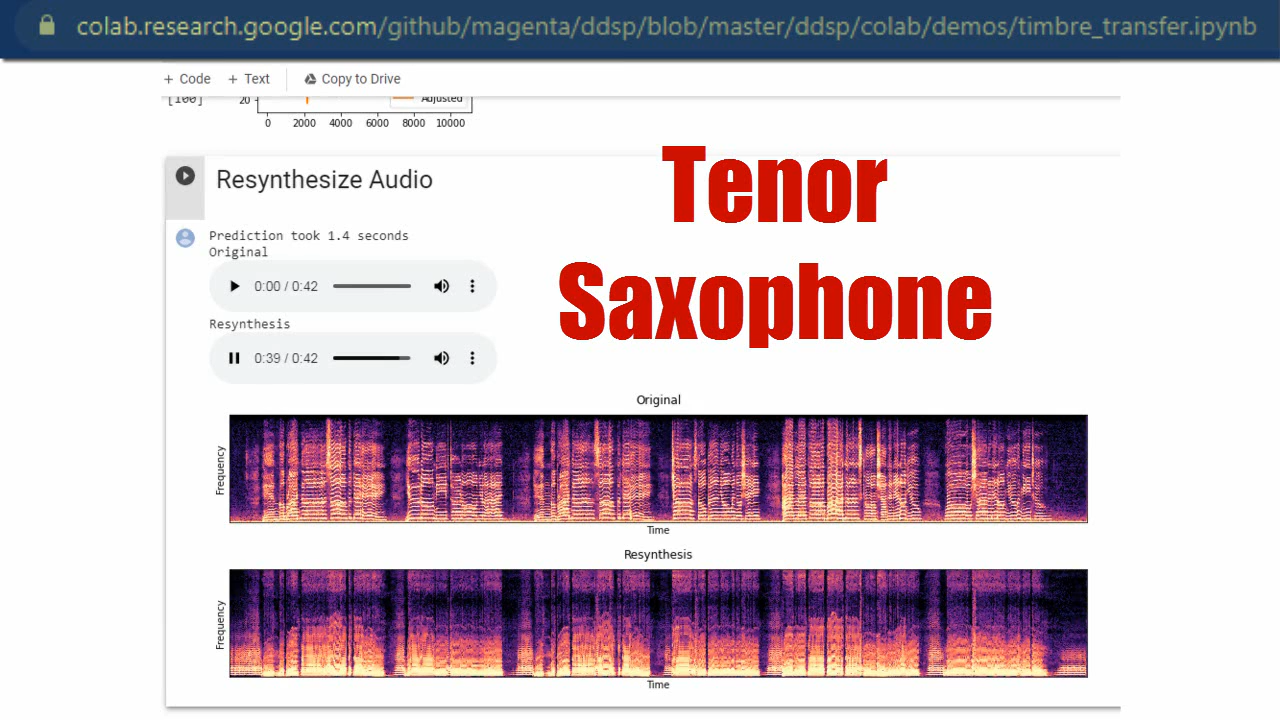 colab.research.google.com/github/magenta/ddsp/blob/master/ddsp/colab/demos/timbre_transfer.ipynb
+ Code + Text Copy to Drive
[100]
20
Adjusted
0 2000 4000 6000 8000 10000
Resynthesize Audio
Tenor
Saxophone
Prediction took 1.4 seconds
Original
0:00 / 0:42
Resynthesis
0:39 / 0:42
Original
Frequency
Time
Resynthesis
Frequency
Time